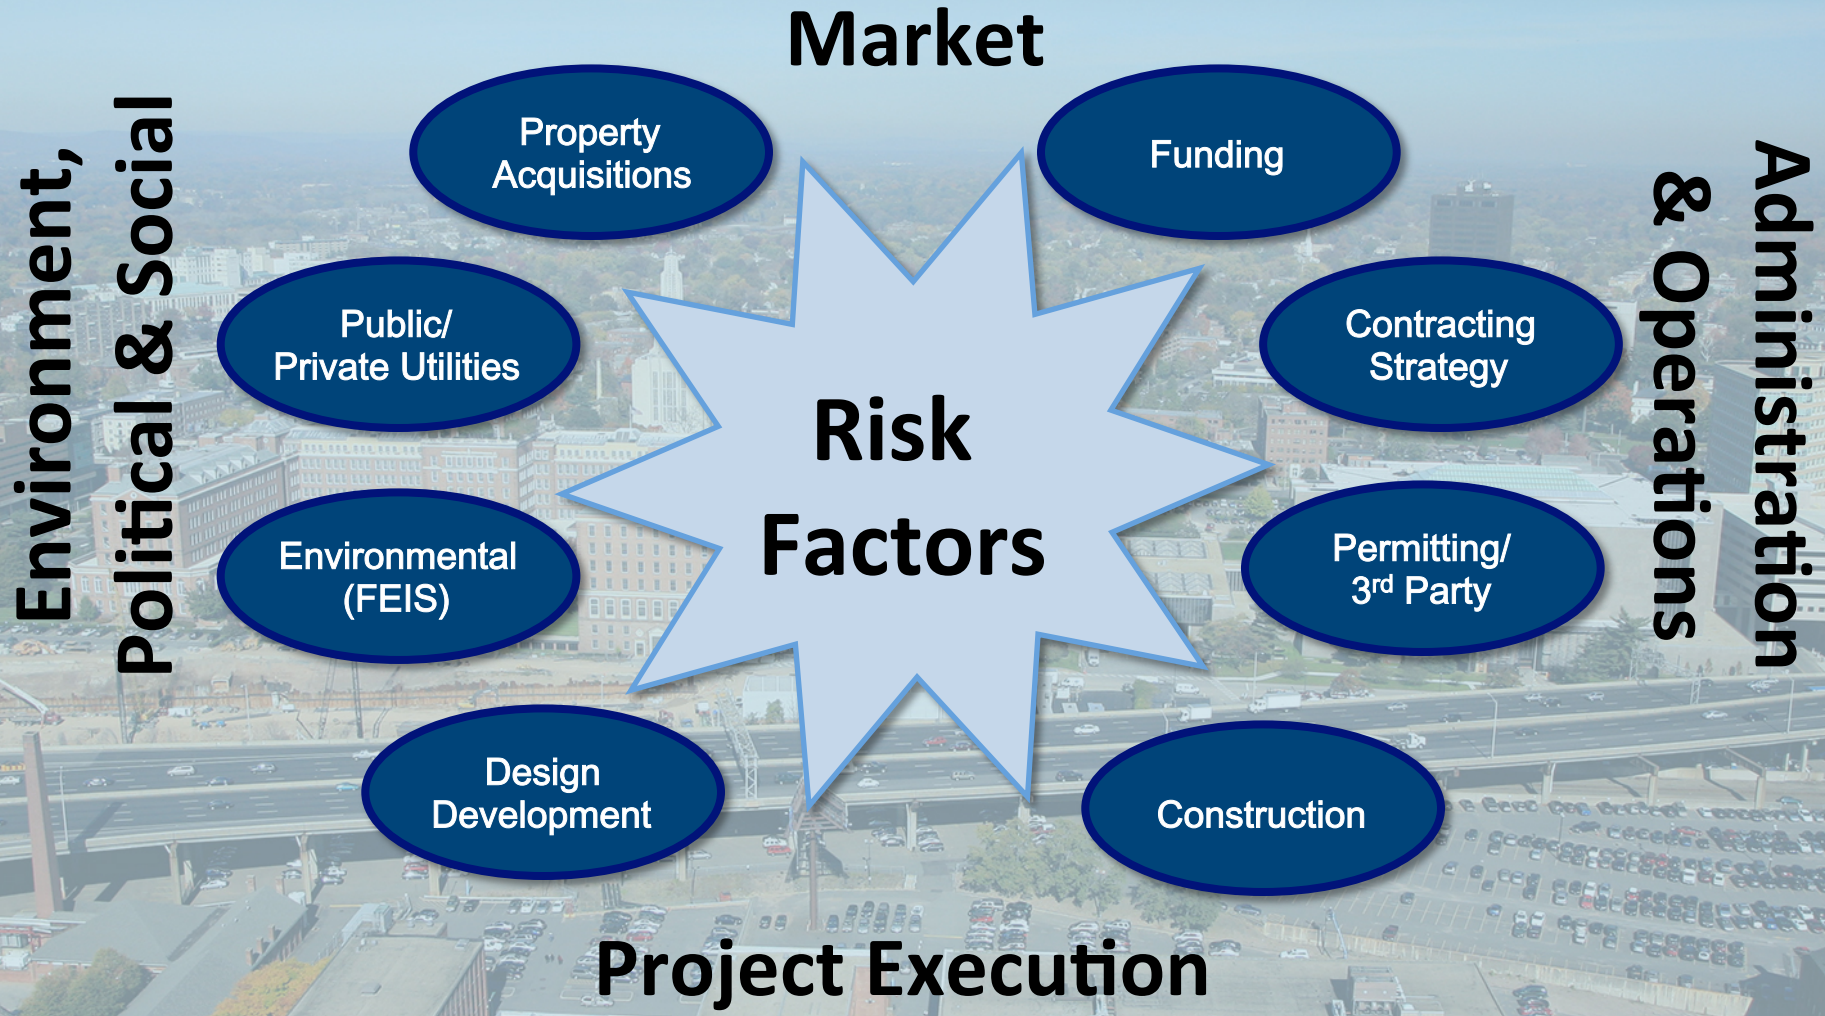 Market
Environment,
Political & Social
Administration
& Operations
Property
Acquisitions
Funding
Public/
Private Utilities
Contracting
Strategy
Risk
Factors
Environmental
(FEIS)
Permitting/
3rd Party
Design
Development
Construction
Project Execution